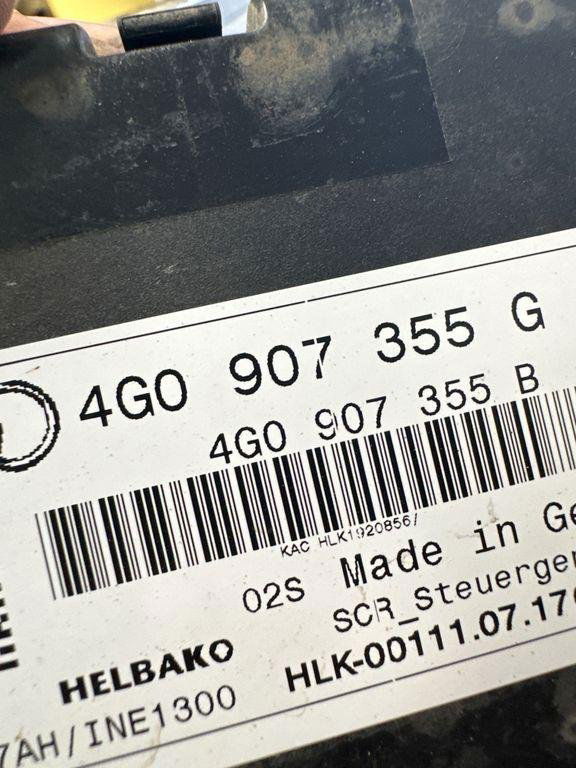 4G0 907 355 G
4G0 907 355 B
KAC HLK1920856/
02S Made in Ge
SCR_Steuerge
HELBAKO HLK-00111.07.17
7AH/INE1300